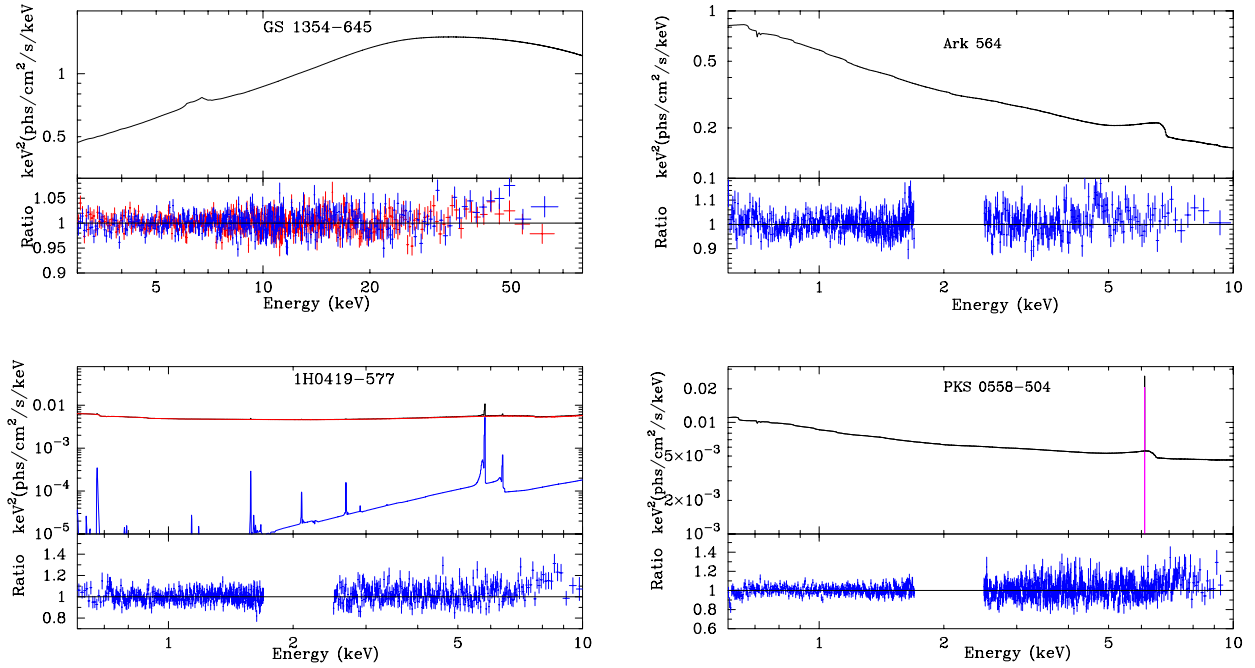 GS 1354−645
keV²(phs/cm²/s/keV
1
0.5
Ratio
1.05
1
0.95
0.9
5
10
20
50
Energy (keV)
Ark 564
keV²(phs/cm²/s/keV)
1
0.5
0.2
0.1
Ratio
1.1
1
0.9
1
2
5
10
Energy (keV)
1H0419−577
keV²(phs/cm²/s/keV
0.01
10⁻³
10⁻⁴
10⁻⁵
Ratio
1.4
1.2
1
0.8
1
2
5
10
Energy (keV)
PKS 0558−504
keV²(phs/cm²/s/keV)
0.02
0.01
5×10⁻³
2×10⁻³
10⁻³
Ratio
1.4
1.2
1
0.8
0.6
1
2
5
10
Energy (keV)